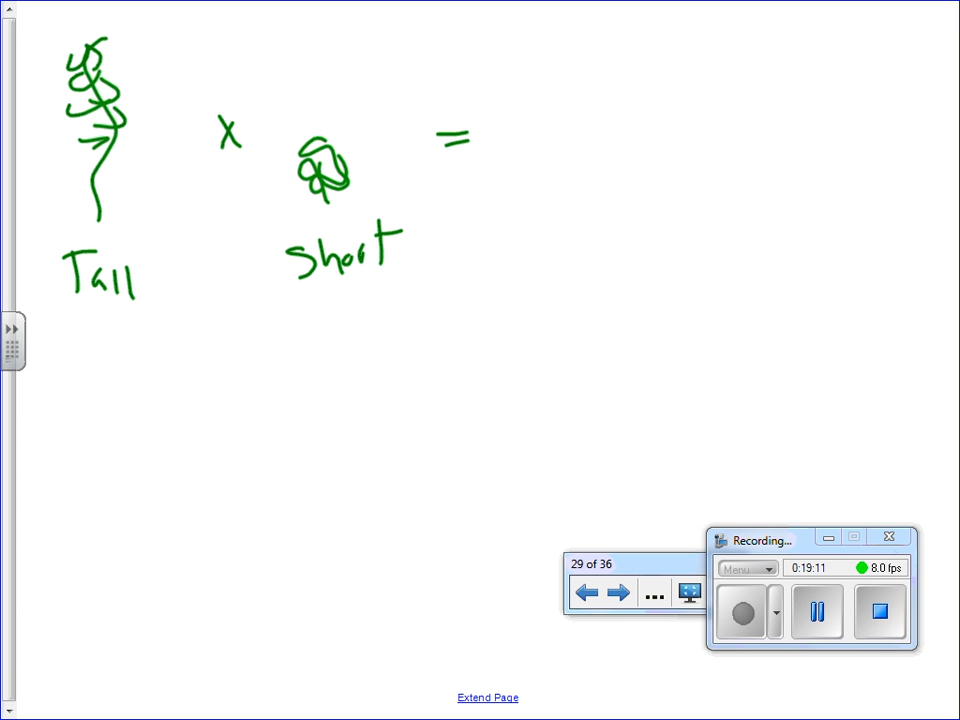 x
=
Tall
Short
Recording...
Menu
0:19:11
8.0 fps
29 of 36
...
Extend Page